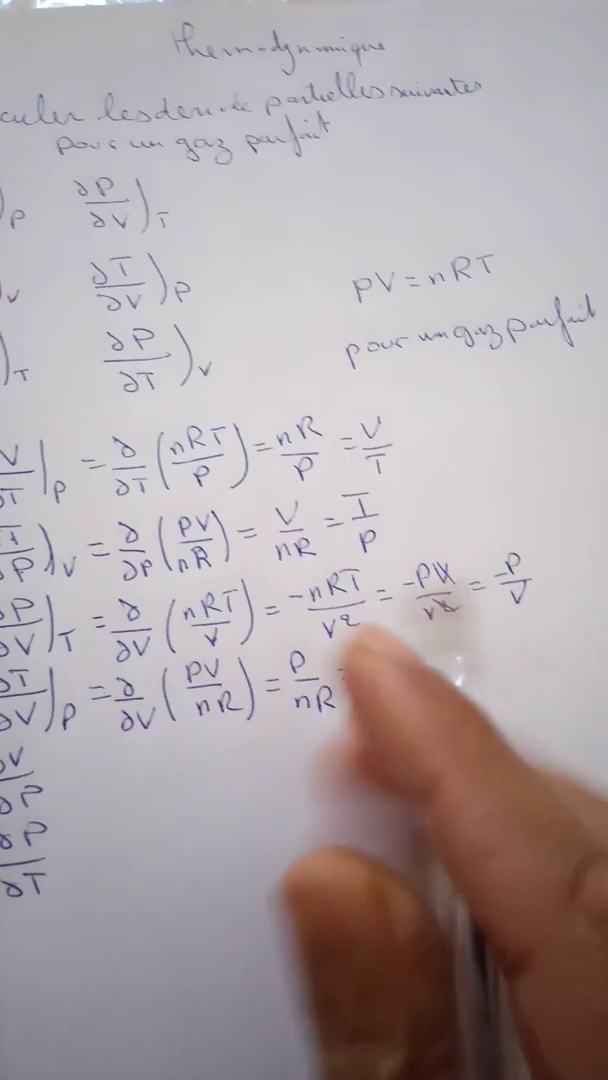 thermodynamique
culer les derivée partielles suivantes
pour un gaz parfait
)P ∂P/∂V)T
V ∂T/∂V)P PV = nRT
)T ∂P/∂T)V pour un gaz parfait
V/∂T|P = ∂/∂T (nRT/P) = nR/P = V/T
T/∂P)V = ∂/∂P (PV/nR) = V/nR = T/P
∂P/∂V)T = ∂/∂V (nRT/V) = -nRT/V² = -PV/V² = -P/V
∂T/∂V)P = ∂/∂V (PV/nR) = P/nR =
∂V/∂P
∂P/∂T